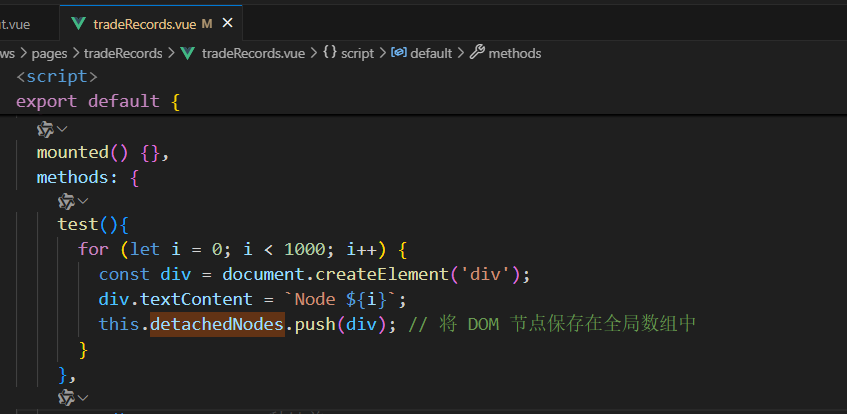 t.vue
tradeRecords.vue M ×
ws > pages > tradeRecords > tradeRecords.vue > {} script > default > methods
<script>
export default {
mounted() {},
methods: {
test(){
for (let i = 0; i < 1000; i++) {
const div = document.createElement('div');
div.textContent = `Node ${i}`;
this.detachedNodes.push(div); // 将 DOM 节点保存在全局数组中
}
},